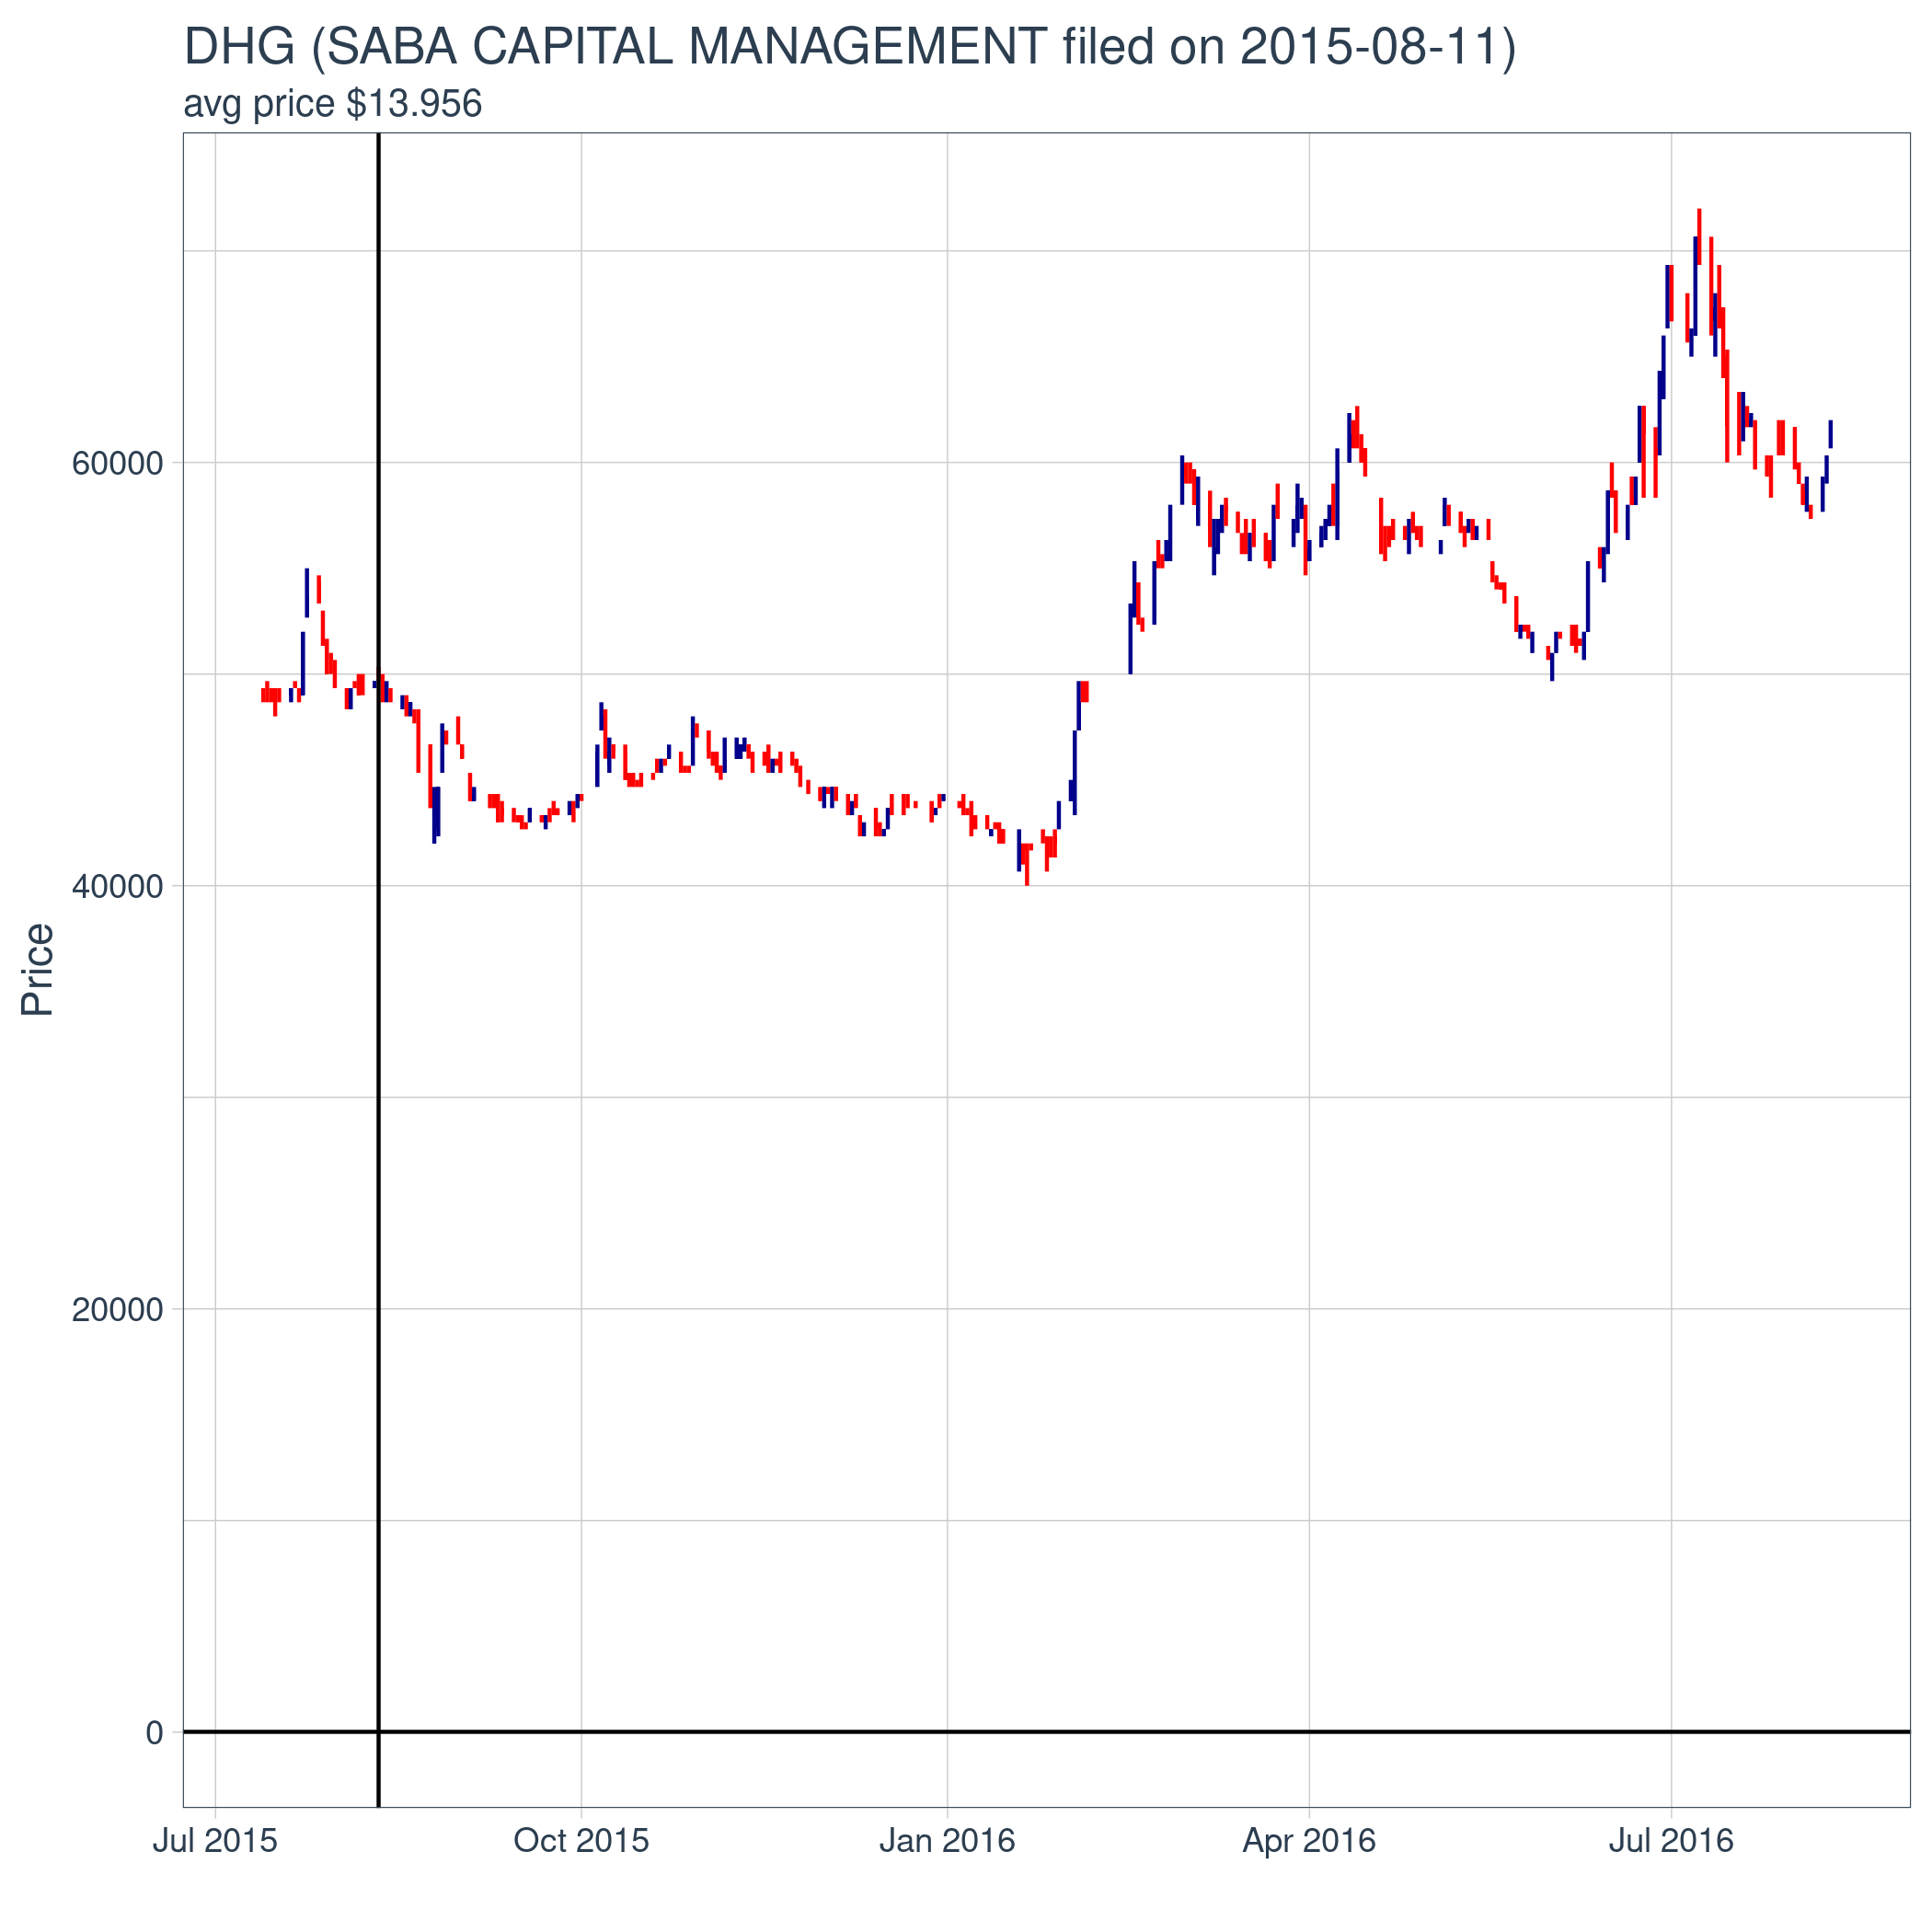 DHG (SABA CAPITAL MANAGEMENT filed on 2015-08-11)
avg price $13.956
60000
40000
20000
0
Price
Jul 2015
Oct 2015
Jan 2016
Apr 2016
Jul 2016